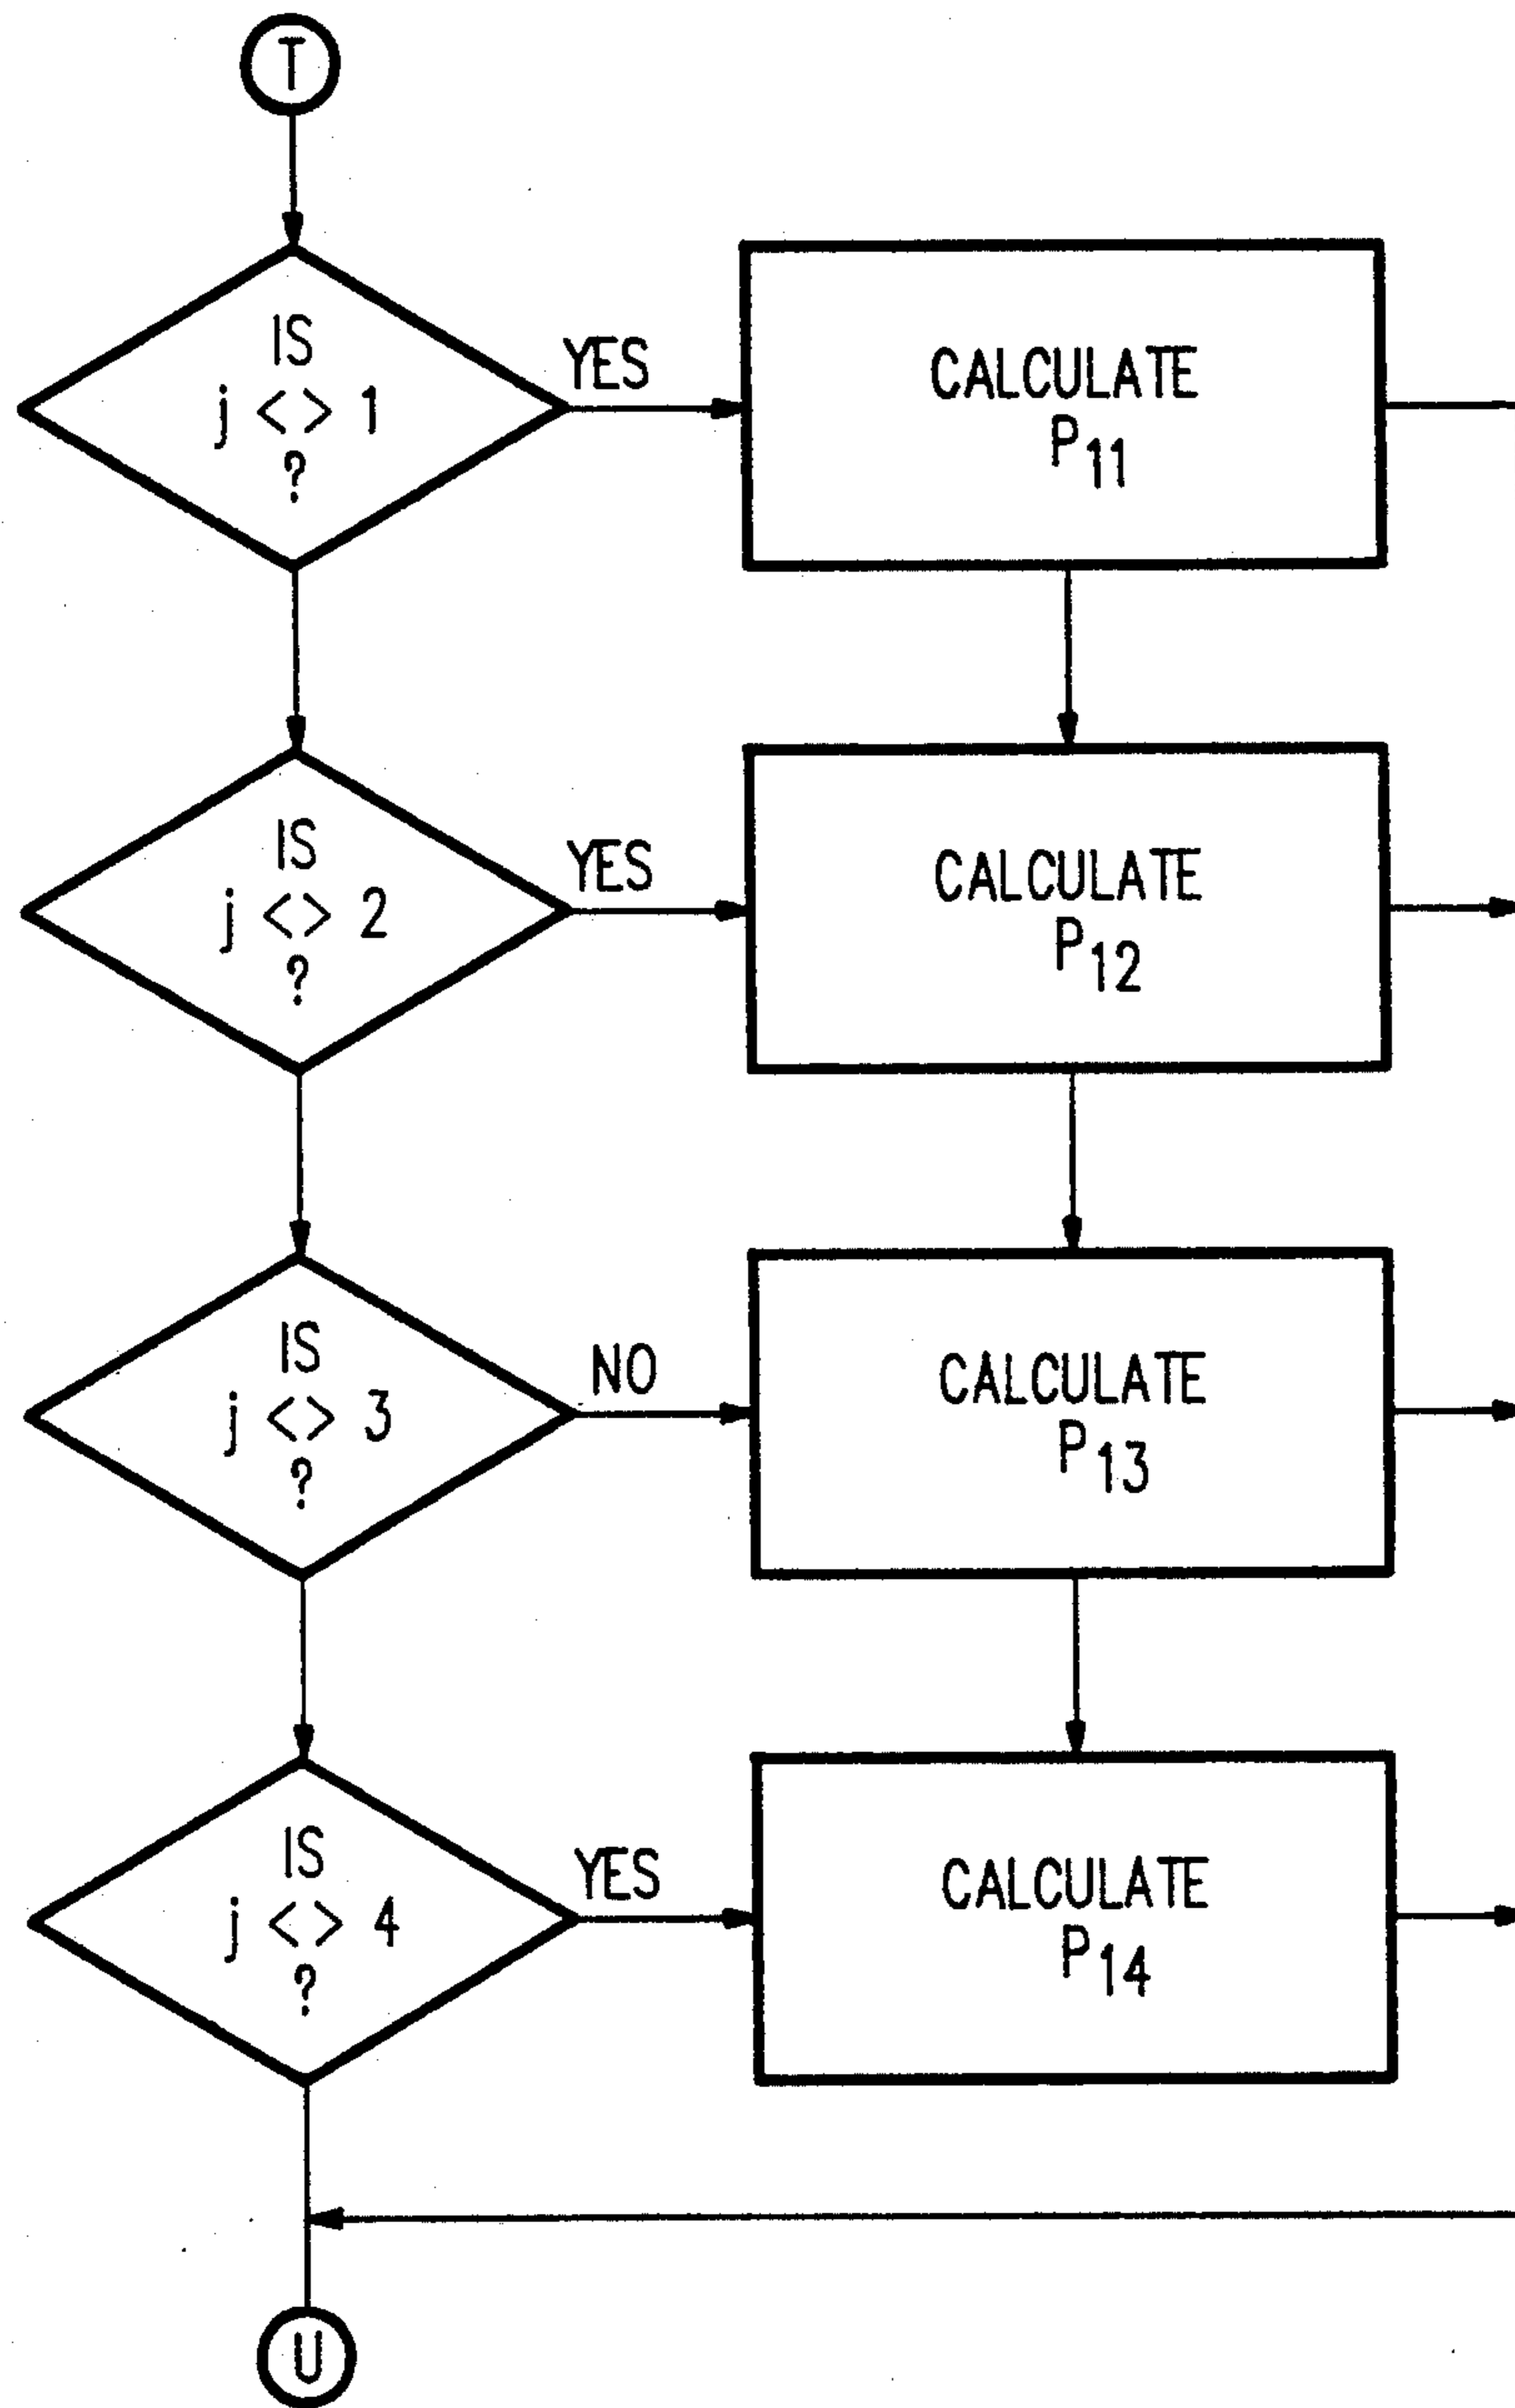 T
IS
j <> 1
?
YES
CALCULATE
P11
IS
j <> 2
?
YES
CALCULATE
P12
IS
j <> 3
?
NO
CALCULATE
P13
IS
j <> 4
?
YES
CALCULATE
P14
U